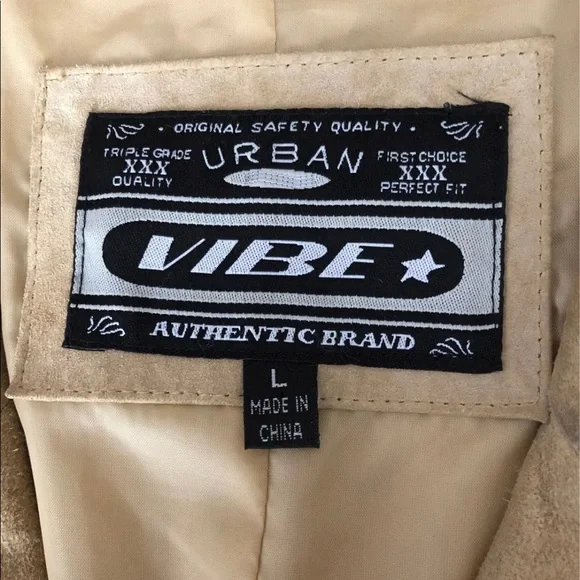 · ORIGINAL SAFETY QUALITY ·
TRIPLE GRADE
XXX
QUALITY
URBAN
FIRST CHOICE
XXX
PERFECT FIT
VIBE
AUTHENTIC BRAND
L
MADE IN
CHINA